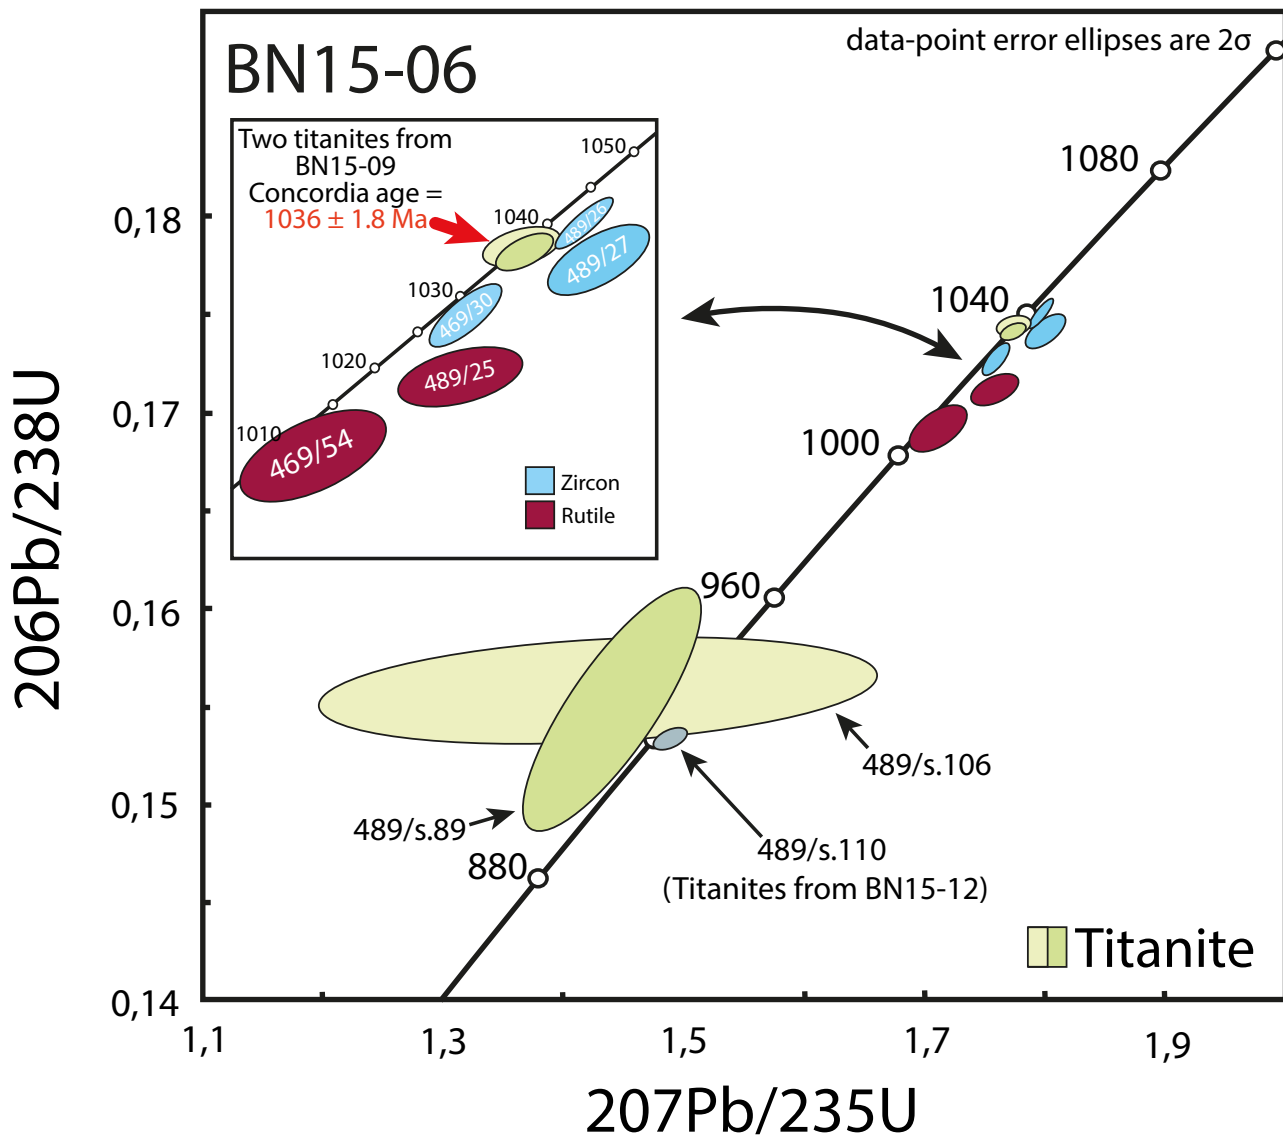 data-point error ellipses are 2σ
BN15-06
Two titanites from
BN15-09
Concordia age =
1036 ± 1.8 Ma
1050
1040
1030
1020
1010
489/26
489/27
469/30
489/25
469/54
Zircon
Rutile
1080
1040
1000
960
880
489/s.106
489/s.89
489/s.110
(Titanites from BN15-12)
Titanite
206Pb/238U
0,18
0,17
0,16
0,15
0,14
1,1
1,3
1,5
1,7
1,9
207Pb/235U